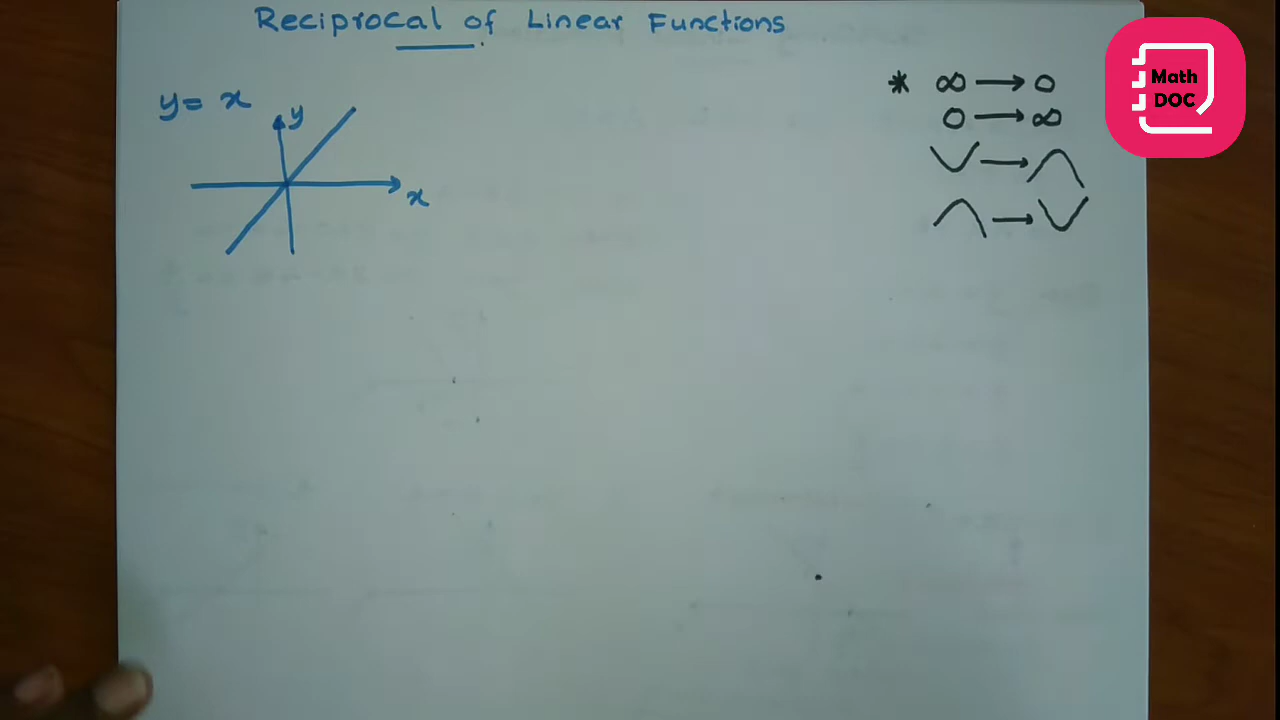 Reciprocal of Linear Functions
y = x
y
x
* ∞ → 0
0 → ∞
Math
DOC